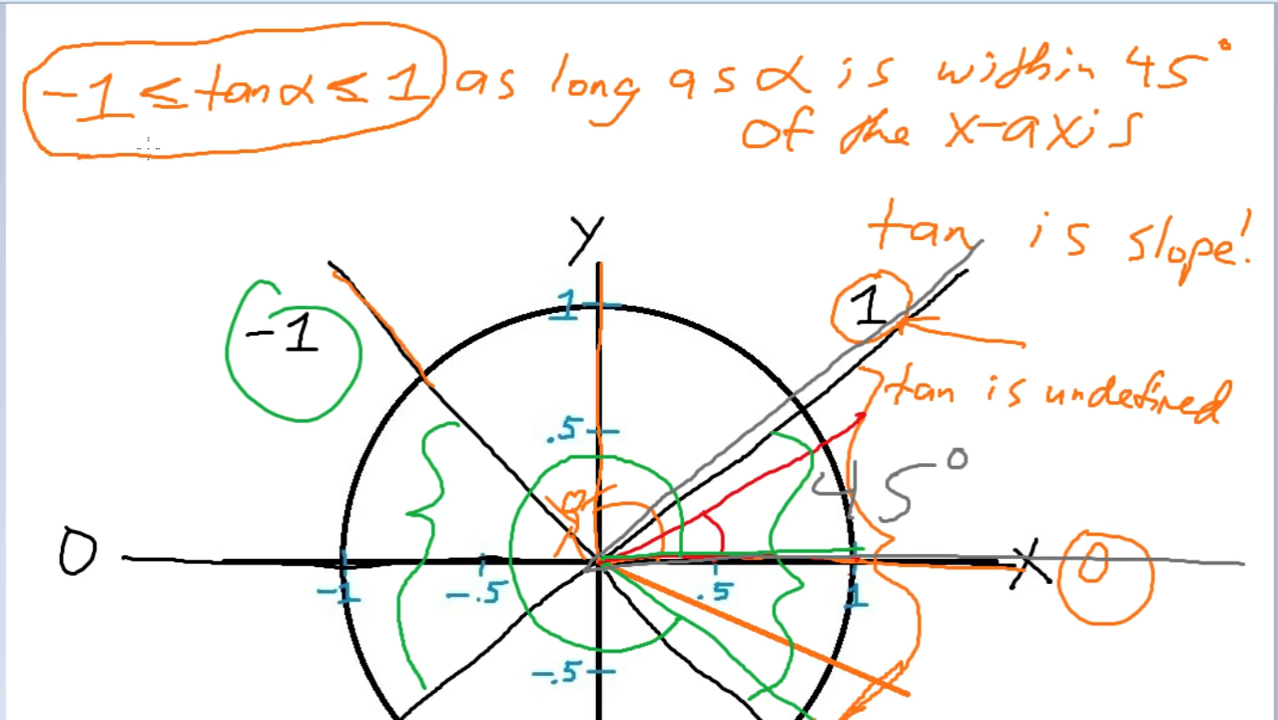 -1 ≤ tanα ≤ 1 as long as α is within 45°
of the x-axis
y
tan is slope!
1
-1
1
tan is undefined
.5
45°
α
0
x
0
-1
-.5
.5
1
-.5